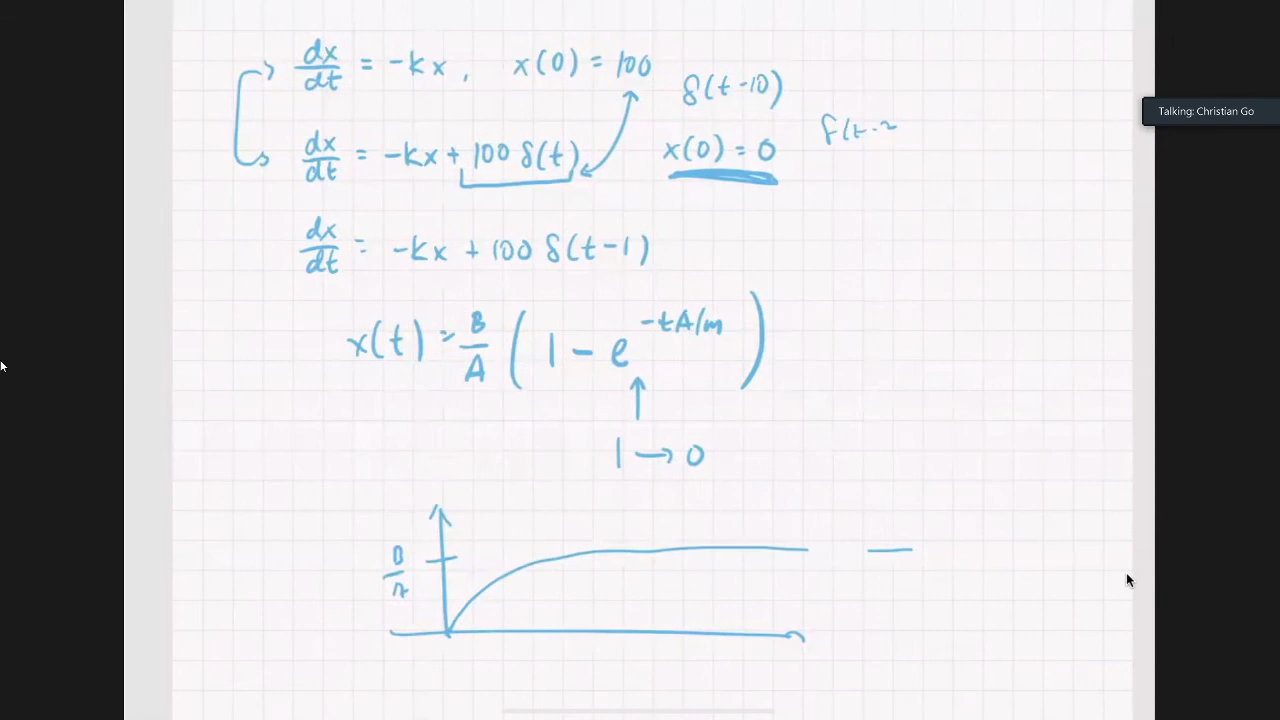 dx/dt = -kx, x(0) = 100
δ(t-10)
dx/dt = -kx + 100 δ(t) x(0) = 0
dx/dt = -kx + 100 δ(t-1)
x(t) = B/A (1 - e^(-tA/m))
1 → 0
B/A
Talking: Christian Go